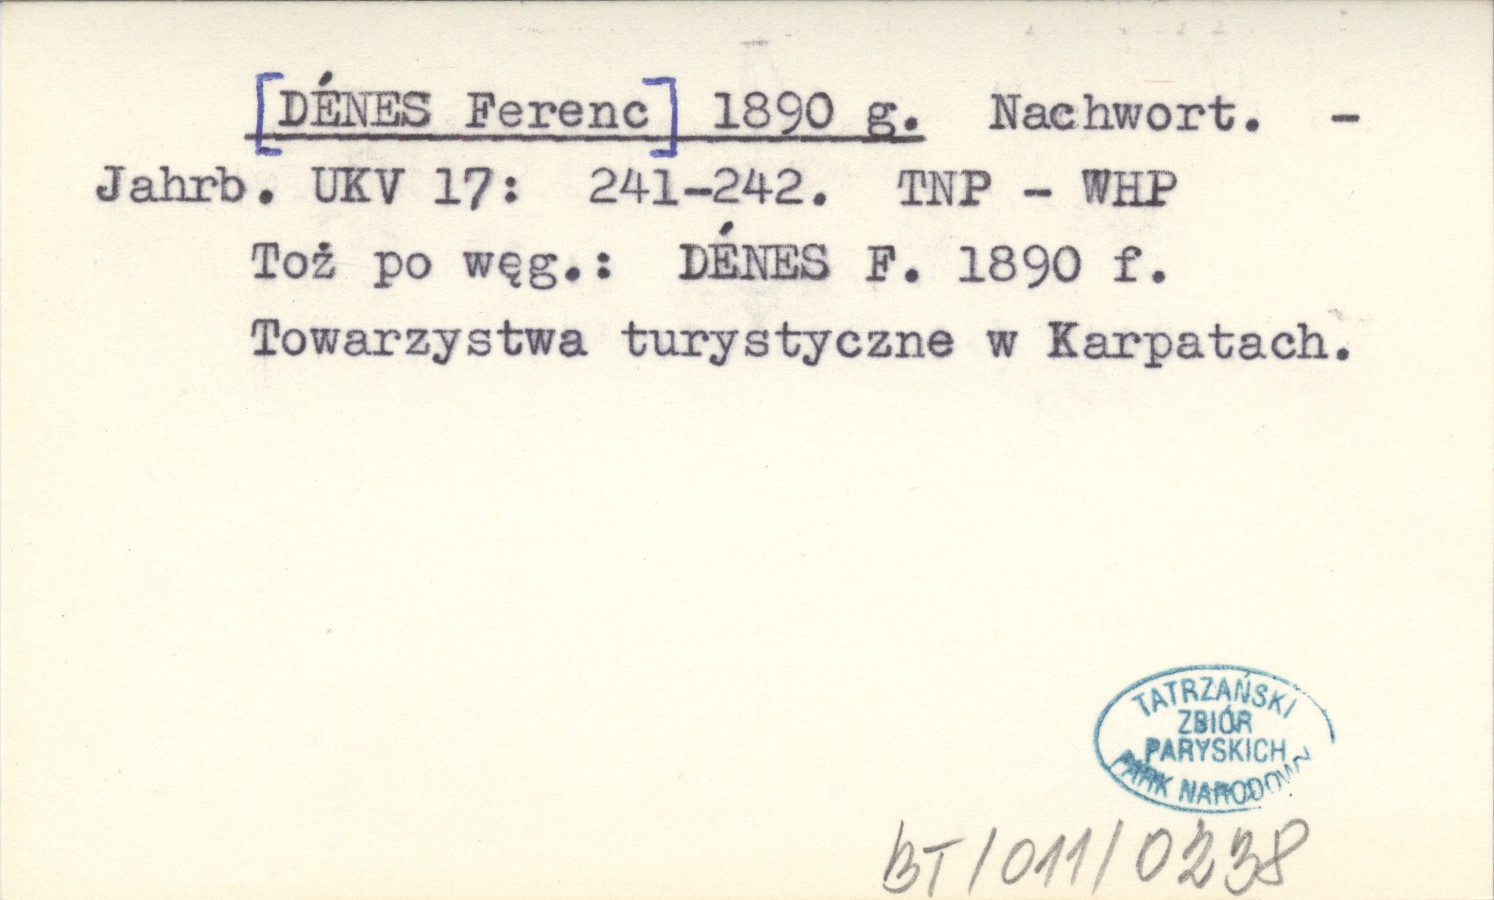 [DÉNES Ferenc] 1890 g. Nachwort. -
Jahrb. UKV 17: 241-242. TNP - WHP
Toż po węg.: DÉNES F. 1890 f.
Towarzystwa turystyczne w Karpatach.
TATRZAŃSKI
ZBIÓR
PARYSKICH
PARK NARODOWY
BT/011/0238